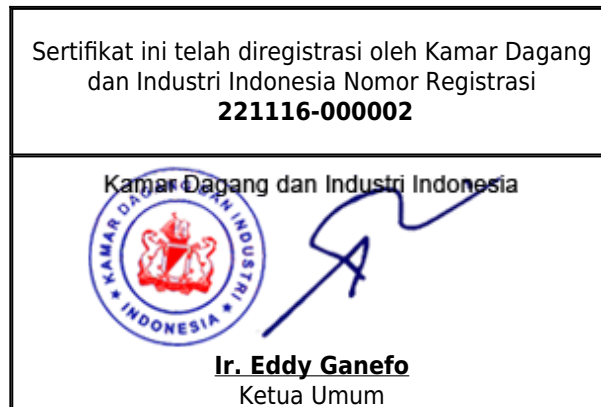 Sertifikat ini telah diregistrasi oleh Kamar Dagang
dan Industri Indonesia Nomor Registrasi
221116-000002
Kamar Dagang dan Industri Indonesia
KAMAR DAGANG DAN INDUSTRI
★ INDONESIA ★
Ir. Eddy Ganefo
Ketua Umum